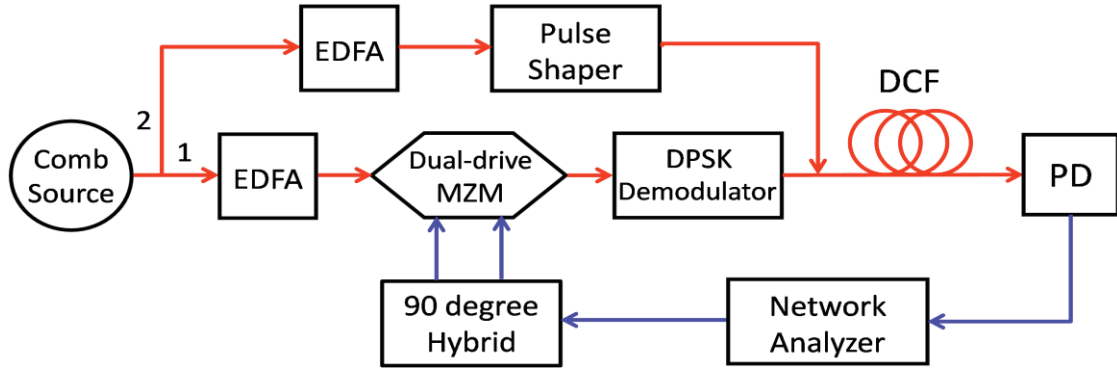 EDFA
Pulse
Shaper
DCF
2
1
Comb
Source
EDFA
Dual-drive
MZM
DPSK
Demodulator
PD
90 degree
Hybrid
Network
Analyzer